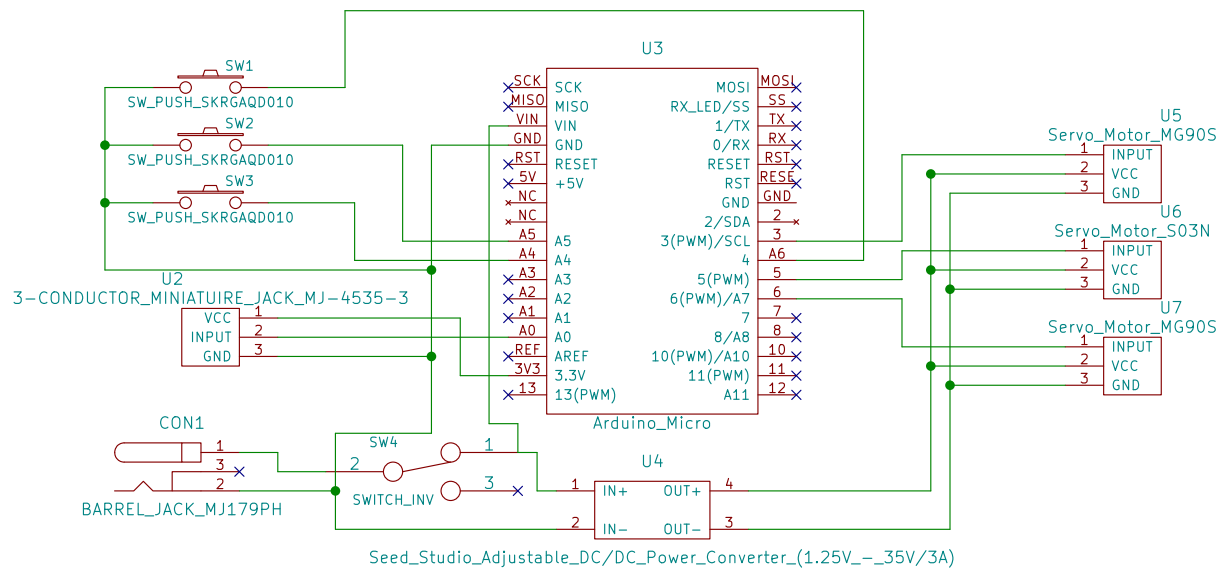 U3
SW1
SW_PUSH_SKRGAQD010
SW2
SW_PUSH_SKRGAQD010
SW3
SW_PUSH_SKRGAQD010
SCK SCK
MISO MISO
VIN VIN
GND GND
RST RESET
5V +5V
NC
NC
A5 A5
A4 A4
A3 A3
A2 A2
A1 A1
A0 A0
REF AREF
3V3 3.3V
13 13(PWM)
MOSI MOSI
RX_LED/SS SS
1/TX TX
0/RX RX
RESET RST
RST RESE
GND GND
2/SDA 2
3(PWM)/SCL 3
4 A6
5(PWM) 5
6(PWM)/A7 6
7 7
8/A8 8
10(PWM)/A10 10
11(PWM) 11
A11 12
Arduino_Micro
U5
Servo_Motor_MG90S
1 INPUT
2 VCC
3 GND
U6
Servo_Motor_S03N
1 INPUT
2 VCC
3 GND
U7
Servo_Motor_MG90S
1 INPUT
2 VCC
3 GND
U2
3-CONDUCTOR_MINIATUIRE_JACK_MJ-4535-3
VCC 1
INPUT 2
GND 3
CON1
1
3
2
BARREL_JACK_MJ179PH
SW4
2
1
3
SWITCH_INV
U4
1 IN+ OUT+ 4
2 IN- OUT- 3
Seed_Studio_Adjustable_DC/DC_Power_Converter_(1.25V_-_35V/3A)